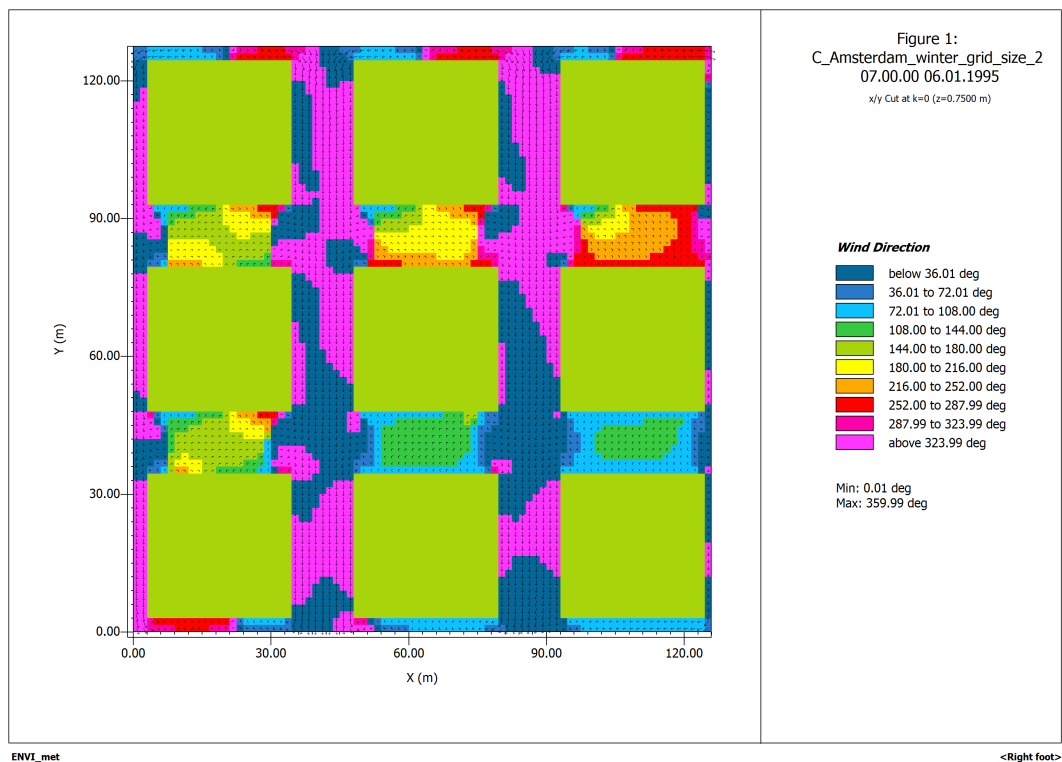 Figure 1:
C_Amsterdam_winter_grid_size_2
07.00.00 06.01.1995
x/y Cut at k=0 (z=0.7500 m)
120.00
90.00
60.00
30.00
0.00
Y (m)
0.00 30.00 60.00 90.00 120.00
X (m)
Wind Direction
below 36.01 deg
36.01 to 72.01 deg
72.01 to 108.00 deg
108.00 to 144.00 deg
144.00 to 180.00 deg
180.00 to 216.00 deg
216.00 to 252.00 deg
252.00 to 287.99 deg
287.99 to 323.99 deg
above 323.99 deg
Min: 0.01 deg
Max: 359.99 deg
ENVI_met
<Right foot>